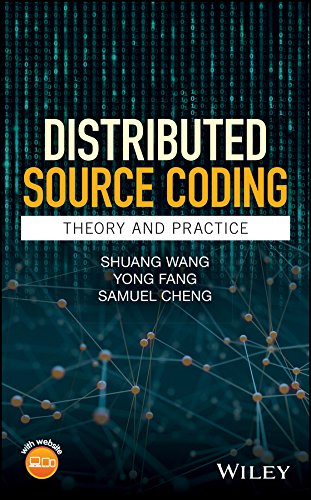 DISTRIBUTED
SOURCE CODING
THEORY AND PRACTICE
SHUANG WANG
YONG FANG
SAMUEL CHENG
with website
WILEY